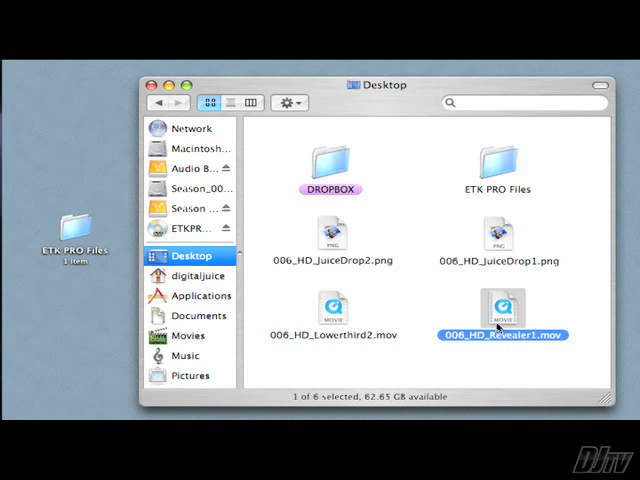 Desktop
Network
Macintosh...
Audio B...
Season_00...
Season ...
ETKPR...
Desktop
digitaljuice
Applications
Documents
Movies
Music
Pictures
DROPBOX
ETK PRO Files
PNG
PNG
006_HD_JuiceDrop2.png
006_HD_JuiceDrop1.png
MOVIE
MOVIE
006_HD_Lowerthird2.mov
006_HD_Revealer1.mov
1 of 6 selected, 62.65 GB available
ETK PRO Files
1 item
DJTV